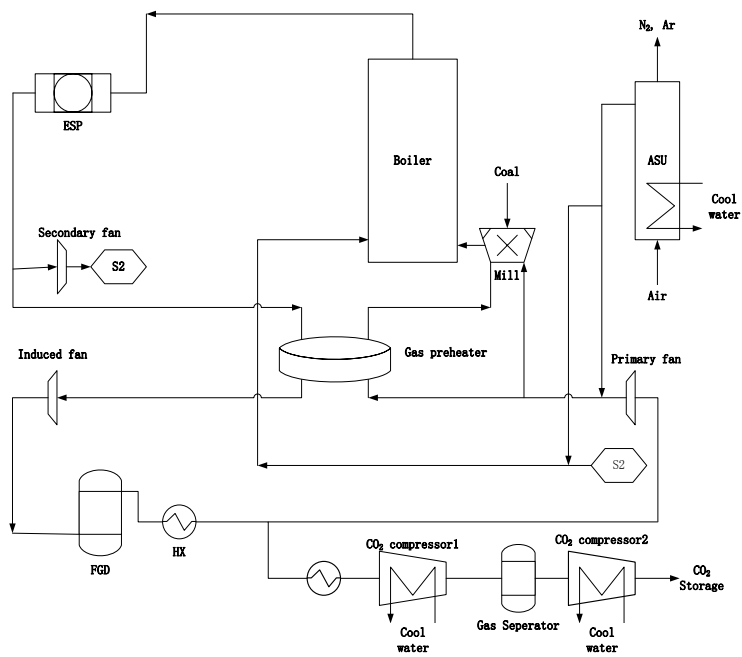 N2, Ar
ESP
Boiler
ASU
Coal
Cool
water
Secondary fan
S2
Mill
Air
Induced fan
Gas preheater
Primary fan
S2
FGD
HX
CO2 compressor1
CO2 compressor2
CO2
Storage
Gas Seperator
Cool
water
Cool
water